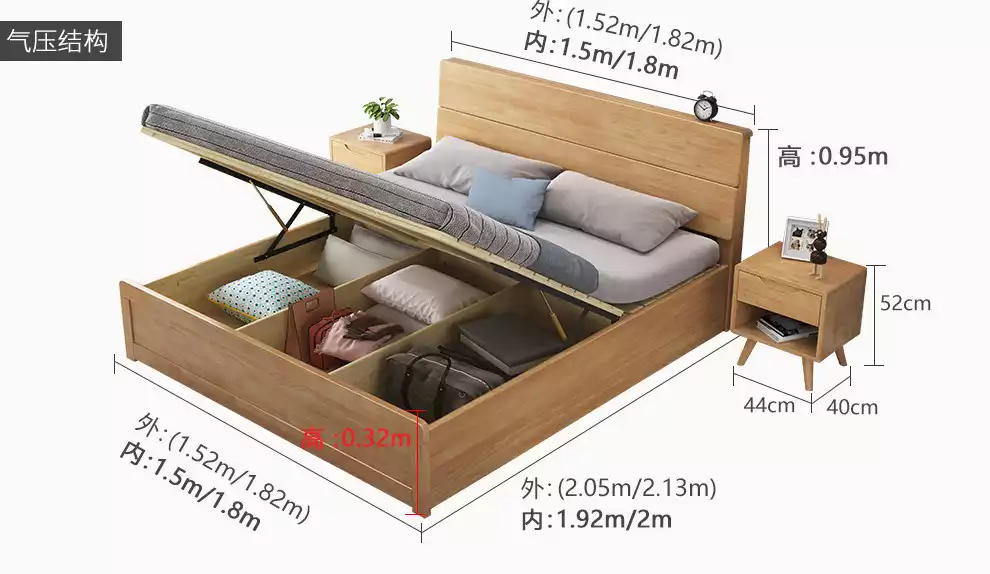 气压结构
外: (1.52m/1.82m)
内:1.5m/1.8m
高 :0.95m
52cm
44cm
40cm
高 :0.32m
外: (1.52m/1.82m)
内:1.5m/1.8m
外: (2.05m/2.13m)
内:1.92m/2m